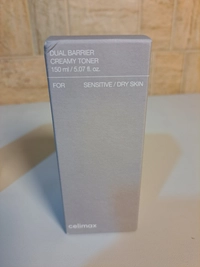 DUAL BARRIER
CREAMY TONER
150 ml / 5.07 fl. oz.
FOR SENSITIVE / DRY SKIN
celimax